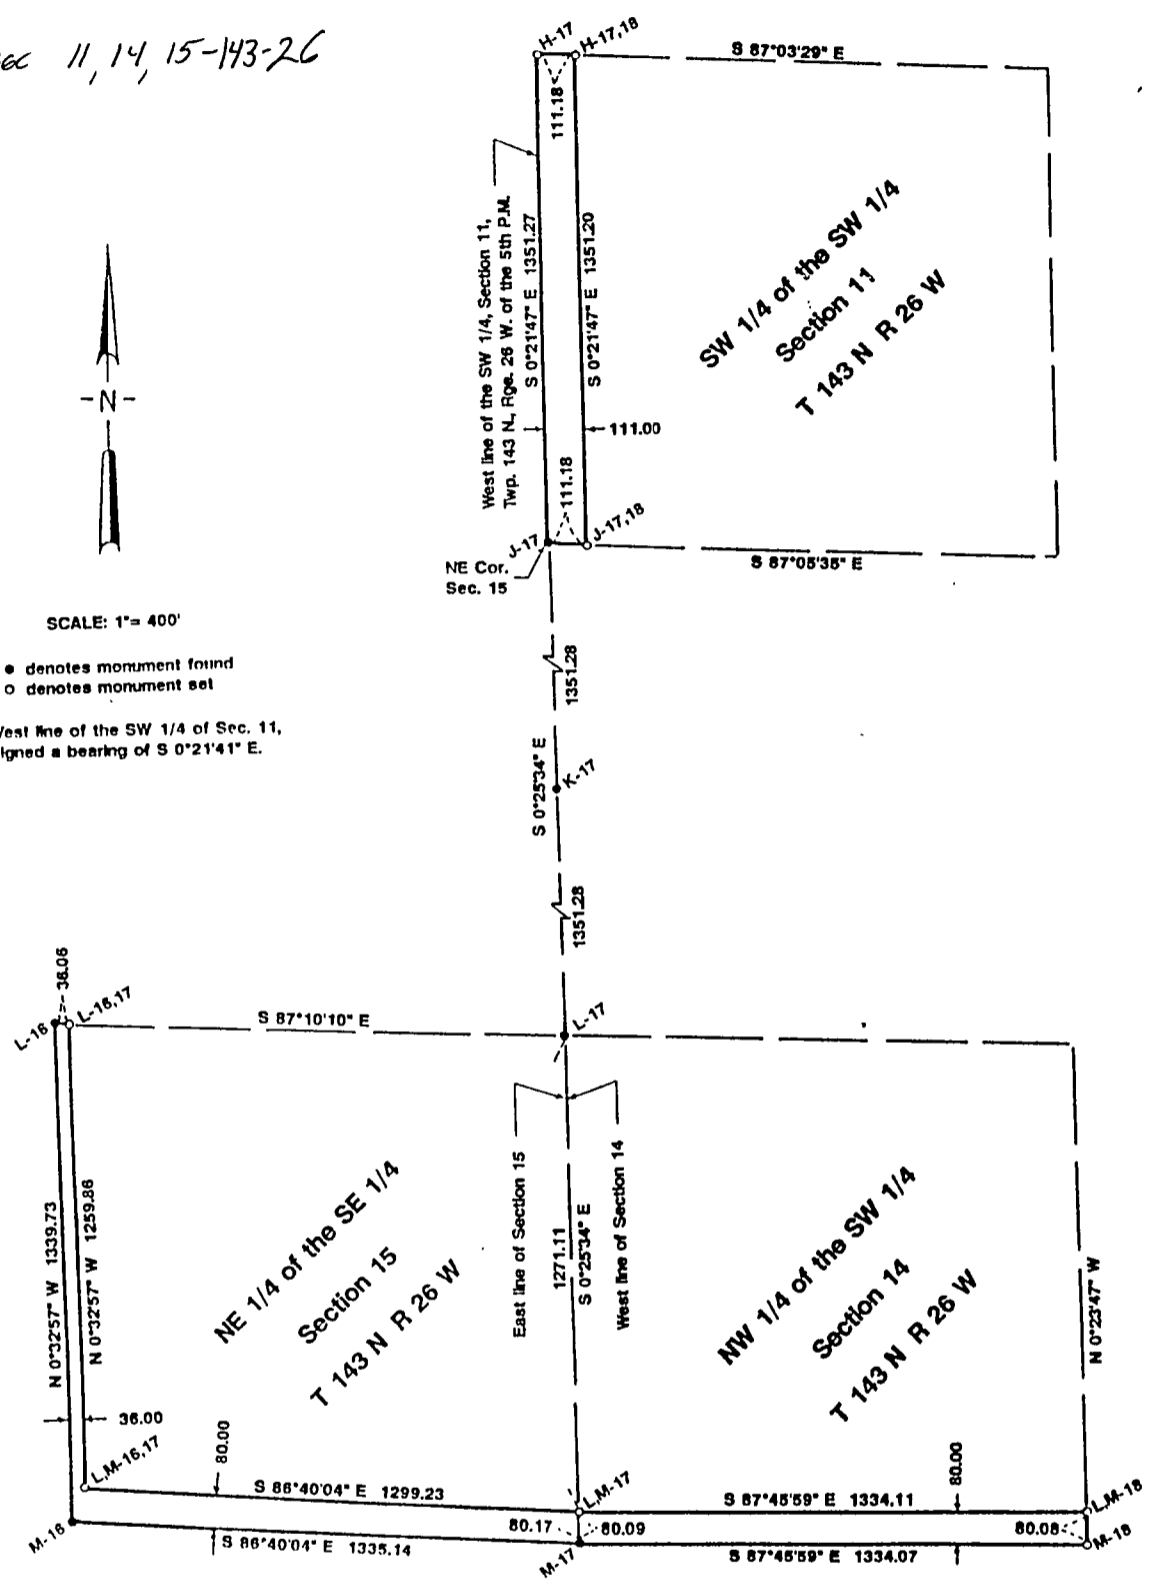 11, 14, 15-143-26
H-17
H-17,18
S 87°03'29" E
111.18
West line of the SW 1/4, Section 11,
Twp. 143 N., Rge. 26 W. of the 5th P.M.
S 0°21'47" E 1351.27
S 0°21'47" E 1351.20
SW 1/4 of the SW 1/4
Section 11
T 143 N R 26 W
-N-
111.00
111.18
J-17
J-17,18
NE Cor.
Sec. 15
S 87°05'35" E
SCALE: 1"= 400'
● denotes monument found
○ denotes monument set
est line of the SW 1/4 of Sec. 11,
igned a bearing of S 0°21'41" E.
1351.28
S 0°25'34" E
K-17
1351.28
36.06
L-16
L-16,17
S 87°10'10" E
L-17
N 0°32'57" W 1339.73
N 0°32'57" W 1259.86
NE 1/4 of the SE 1/4
Section 15
T 143 N R 26 W
East line of Section 15
1271.11
S 0°25'34" E
West line of Section 14
NW 1/4 of the SW 1/4
Section 14
T 143 N R 26 W
N 0°23'47" W
36.00
80.00
L,M-16,17
S 86°40'04" E 1299.23
L,M-17
S 87°45'59" E 1334.11
80.00
L,M-18
M-16
S 86°40'04" E 1335.14
80.17
80.09
M-17
S 87°45'59" E 1334.07
80.08
M-18